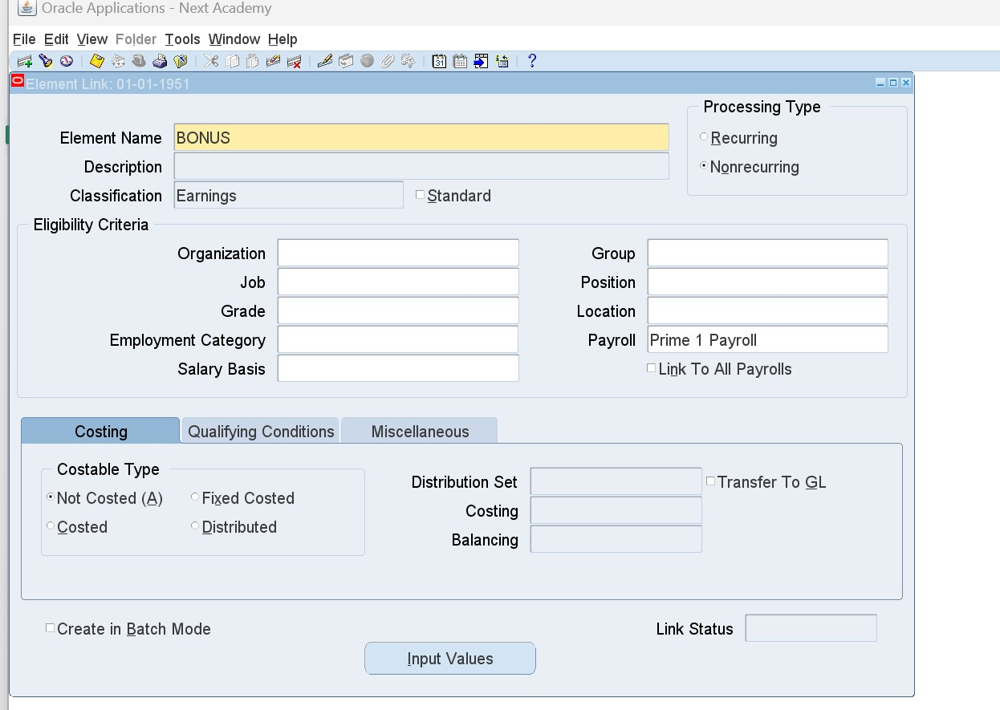 Oracle Applications - Next Academy
File Edit View Folder Tools Window Help
31 ?
Element Link: 01-01-1951
Processing Type
Element Name BONUS
Recurring
Description
Nonrecurring
Classification Earnings Standard
Eligibility Criteria
Organization Group
Job Position
Grade Location
Employment Category Payroll Prime 1 Payroll
Salary Basis Link To All Payrolls
Costing Qualifying Conditions Miscellaneous
Costable Type
Distribution Set Transfer To GL
Not Costed (A) Fixed Costed
Costing
Costed Distributed
Balancing
Create in Batch Mode Link Status
Input Values